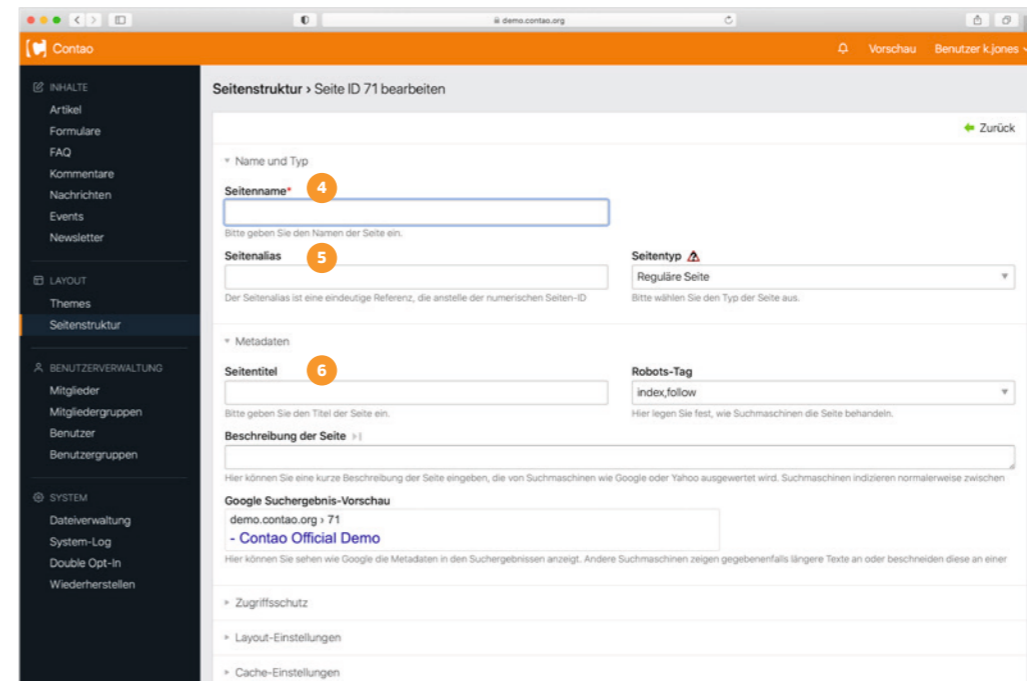 demo.contao.org
Contao
Vorschau
Benutzer k.jones
INHALTE
Artikel
Formulare
FAQ
Kommentare
Nachrichten
Events
Newsletter
LAYOUT
Themes
Seitenstruktur
BENUTZERVERWALTUNG
Mitglieder
Mitgliedergruppen
Benutzer
Benutzergruppen
SYSTEM
Dateiverwaltung
System-Log
Double Opt-In
Wiederherstellen
Seitenstruktur › Seite ID 71 bearbeiten
Zurück
Name und Typ
Seitenname* 4
Bitte geben Sie den Namen der Seite ein.
Seitenalias 5
Der Seitenalias ist eine eindeutige Referenz, die anstelle der numerischen Seiten-ID
Seitentyp
Reguläre Seite
Bitte wählen Sie den Typ der Seite aus.
Metadaten
Seitentitel 6
Bitte geben Sie den Titel der Seite ein.
Robots-Tag
index,follow
Hier legen Sie fest, wie Suchmaschinen die Seite behandeln.
Beschreibung der Seite
Hier können Sie eine kurze Beschreibung der Seite eingeben, die von Suchmaschinen wie Google oder Yahoo ausgewertet wird. Suchmaschinen indizieren normalerweise zwischen
Google Suchergebnis-Vorschau
demo.contao.org › 71
- Contao Official Demo
Hier können Sie sehen wie Google die Metadaten in den Suchergebnissen anzeigt. Andere Suchmaschinen zeigen gegebenenfalls längere Texte an oder beschneiden diese an einer
Zugriffsschutz
Layout-Einstellungen
Cache-Einstellungen